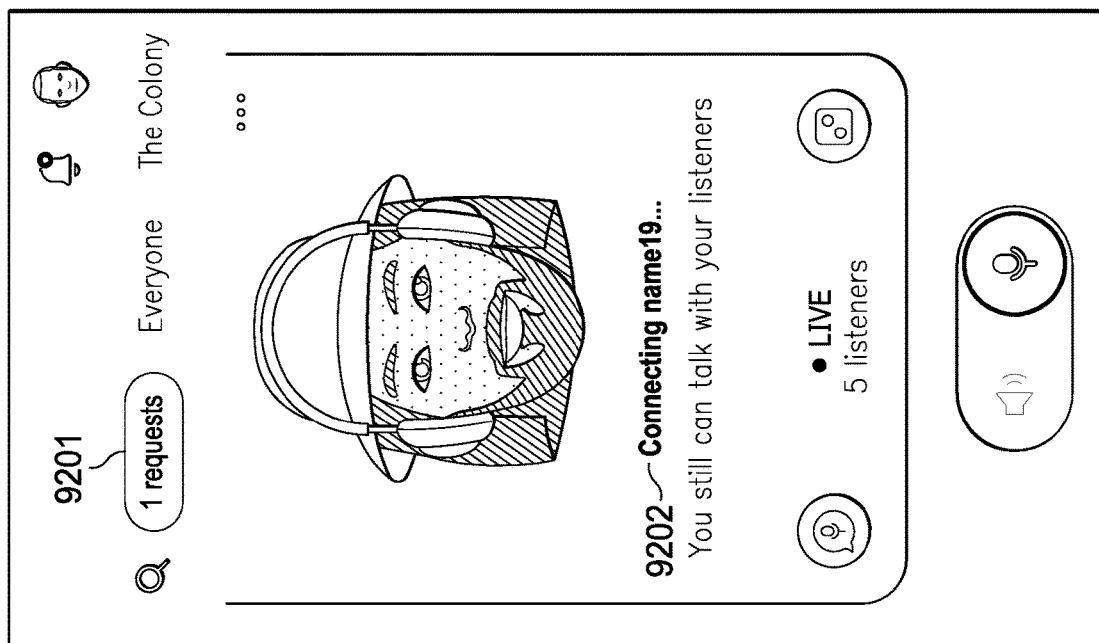 9201
1 requests
Everyone
The Colony
9202
Connecting name19...
You still can talk with your listeners
LIVE
5 listeners